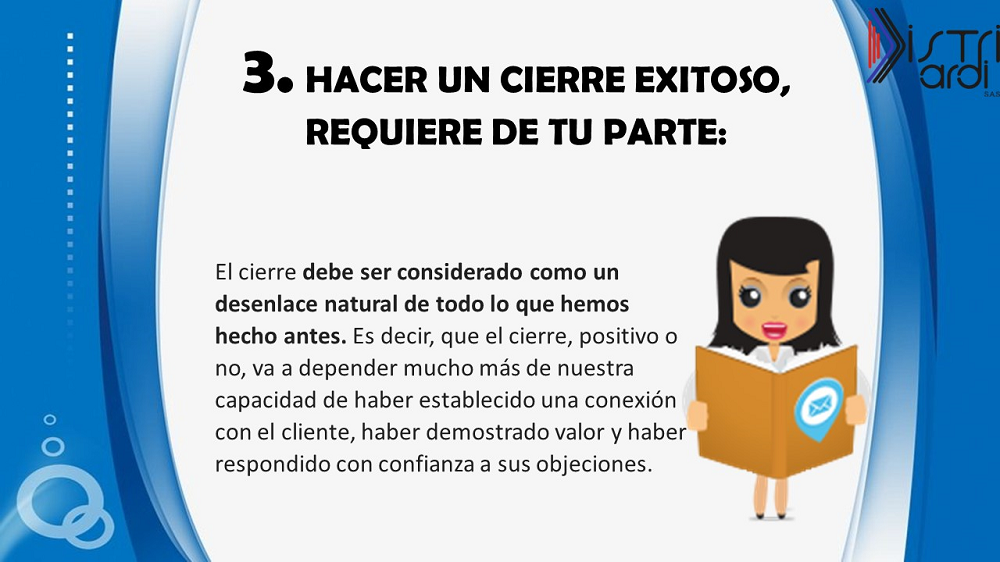 3. HACER UN CIERRE EXITOSO,
REQUIERE DE TU PARTE:
Distri
ardi
SAS
El cierre debe ser considerado como un
desenlace natural de todo lo que hemos
hecho antes. Es decir, que el cierre, positivo o
no, va a depender mucho más de nuestra
capacidad de haber establecido una conexión
con el cliente, haber demostrado valor y haber
respondido con confianza a sus objeciones.